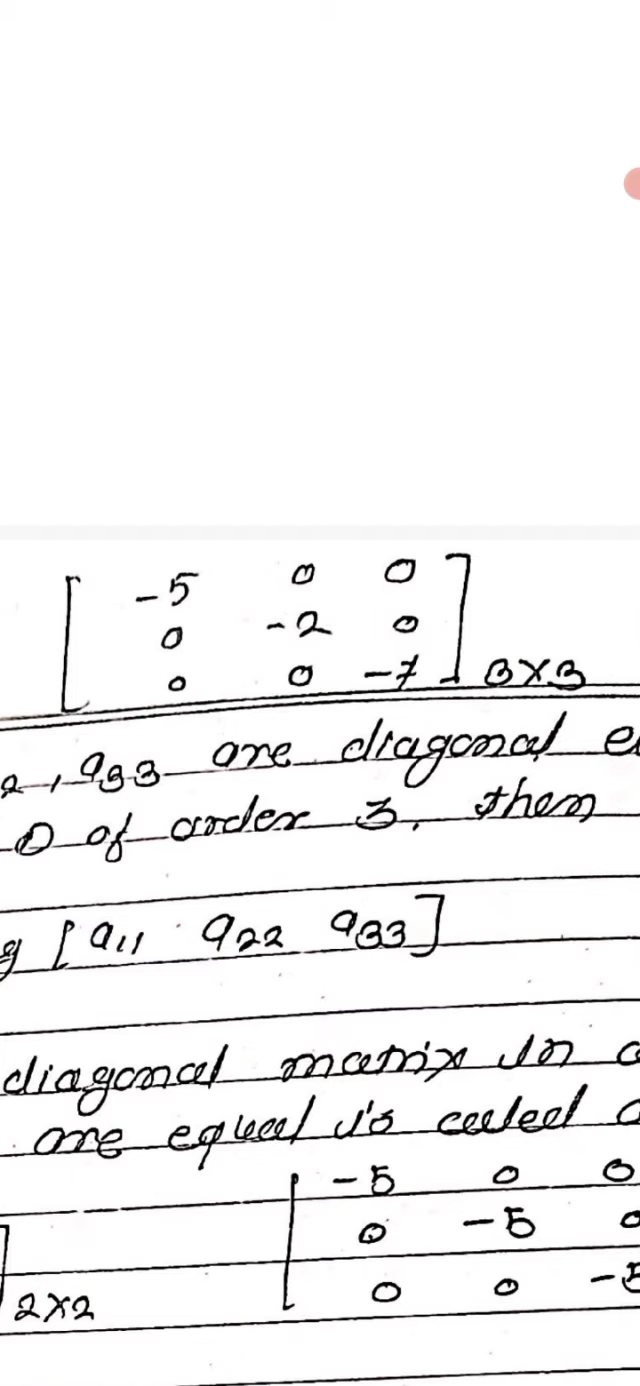 [ -5 0 0
0 -2 0
0 0 -7 ] 3×3
2, a33 are diagonal e
D of order 3, then
g [a11 a22 a33]
diagonal matrix in
are equal is called a
[ -5 0 0
0 -5 0
] 2×2 0 0 -5